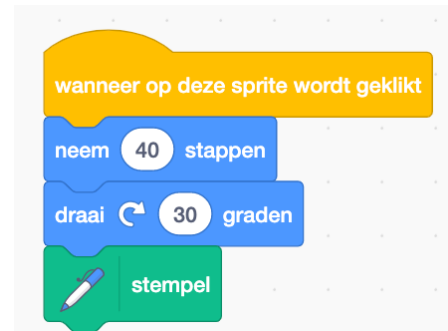 wanneer op deze sprite wordt geklikt
neem 40 stappen
draai 30 graden
stempel